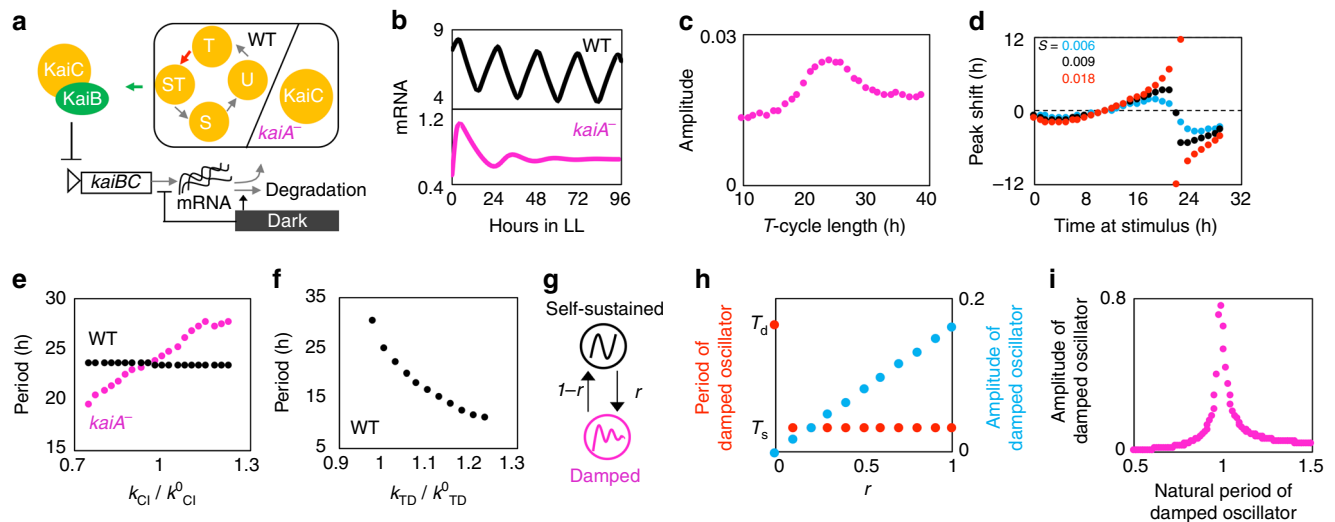 a
KaiC
KaiB
T
WT
ST
U
S
KaiC
kaiA⁻
kaiBC
mRNA
Degradation
Dark
b
9
WT
4
mRNA
1.2
kaiA⁻
0.4
0 24 48 72 96
Hours in LL
c
0.03
Amplitude
0
10 20 30 40
T-cycle length (h)
d
12
S = 0.006
0.009
0.018
Peak shift (h)
0
−12
0 8 16 24 32
Time at stimulus (h)
e
30
WT
25
Period (h)
20
kaiA⁻
15
0.7 1 1.3
k_CI / k⁰_CI
f
35
25
Period (h)
15
WT
5
0.9 1 1.1 1.2 1.3
k_TD / k⁰_TD
g
Self-sustained
1−r
r
Damped
h
Period of
damped oscillator
T_d
T_s
0.2
0
Amplitude of
damped oscillator
0 0.5 1
r
i
0.8
Amplitude of
damped oscillator
0
0.5 1 1.5
Natural period of
damped oscillator